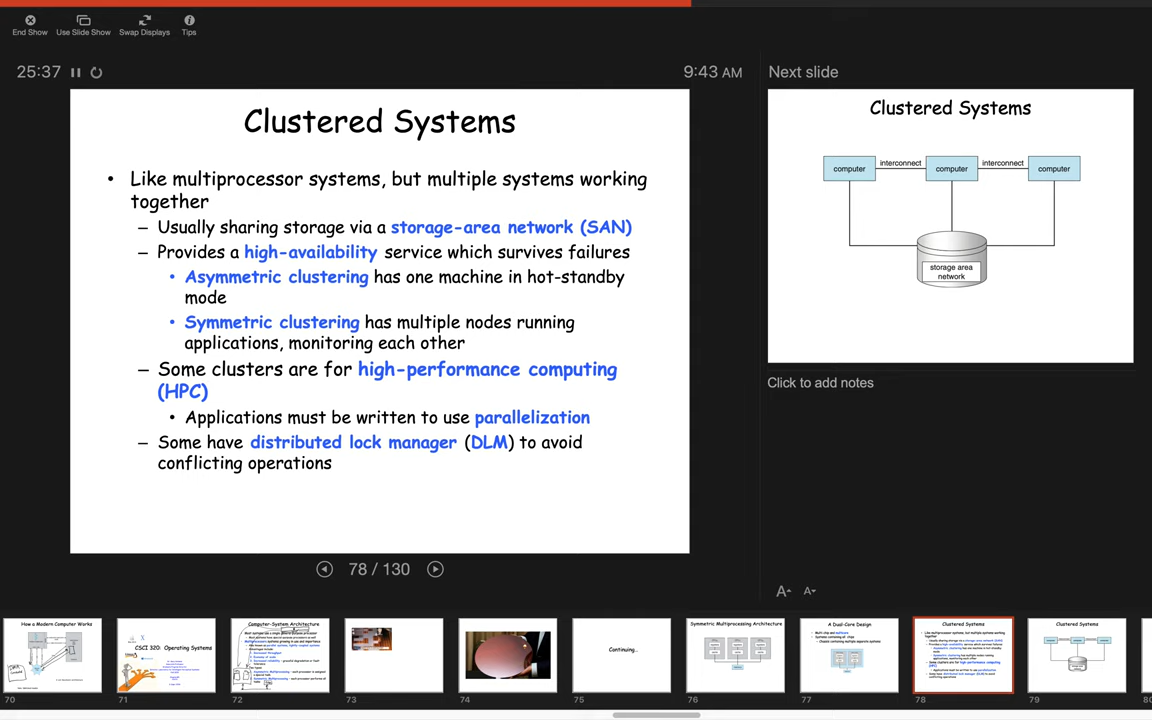 End Show
Use Slide Show
Swap Displays
Tips
25:37
9:43 AM
Clustered Systems
• Like multiprocessor systems, but multiple systems working
together
– Usually sharing storage via a storage-area network (SAN)
– Provides a high-availability service which survives failures
• Asymmetric clustering has one machine in hot-standby
mode
• Symmetric clustering has multiple nodes running
applications, monitoring each other
– Some clusters are for high-performance computing
(HPC)
• Applications must be written to use parallelization
– Some have distributed lock manager (DLM) to avoid
conflicting operations
78 / 130
Next slide
Clustered Systems
computer
interconnect
computer
interconnect
computer
storage area
network
Click to add notes
A
A
How a Modern Computer Works
CSCI 320: Operating Systems
Computer-System Architecture
Continuing...
Symmetric Multiprocessing Architecture
A Dual-Core Design
Clustered Systems
Clustered Systems
70
71
72
73
74
75
76
77
78
79